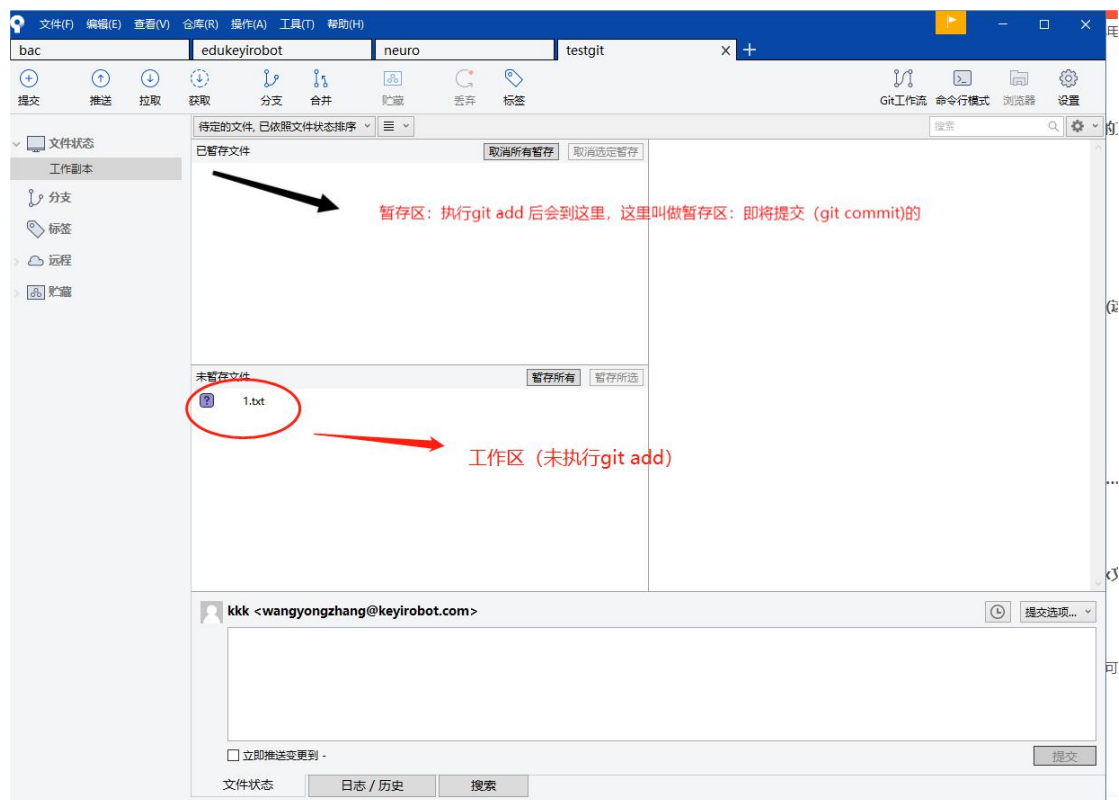 文件(F) 编辑(E) 查看(V) 仓库(R) 操作(A) 工具(T) 帮助(H)
bac edukeyirobot neuro testgit
提交 推送 拉取 获取 分支 合并 贮藏 丢弃 标签 Git工作流 命令行模式 浏览器 设置
待定的文件, 已依照文件状态排序 搜索
文件状态
工作副本
分支
标签
远程
贮藏
已暂存文件 取消所有暂存 取消选定暂存
暂存区：执行git add 后会到这里，这里叫做暂存区：即将提交（git commit)的
未暂存文件 暂存所有 暂存所选
1.txt
工作区（未执行git add）
kkk <wangyongzhang@keyirobot.com> 提交选项...
立即推送变更到 -
提交
文件状态 日志 / 历史 搜索